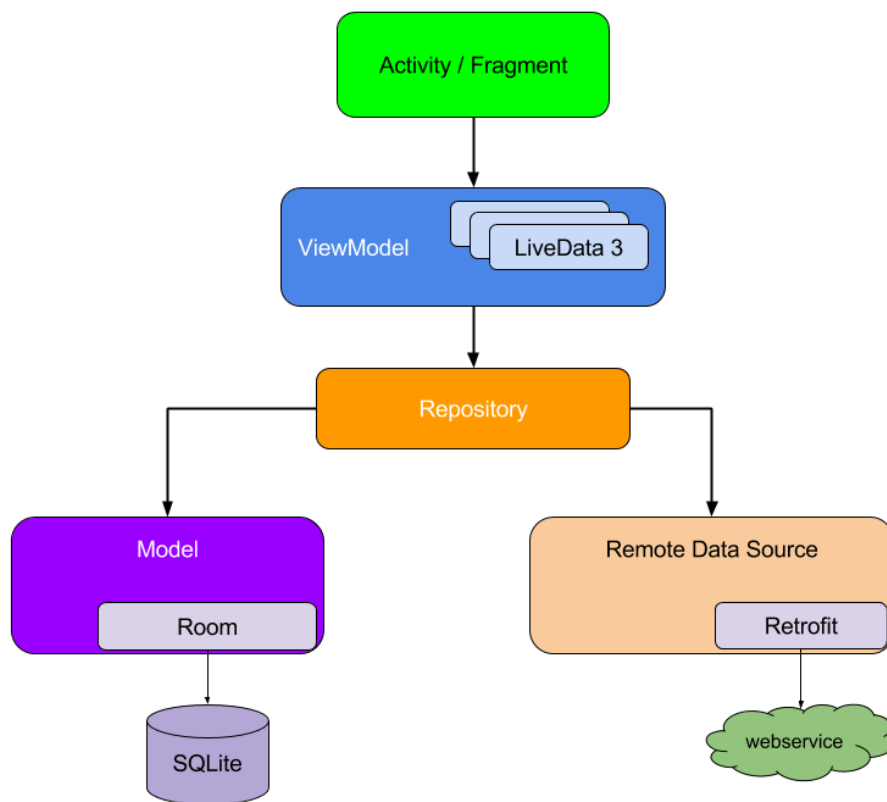 Activity / Fragment
ViewModel
LiveData 3
Repository
Model
Remote Data Source
Room
Retrofit
SQLite
webservice